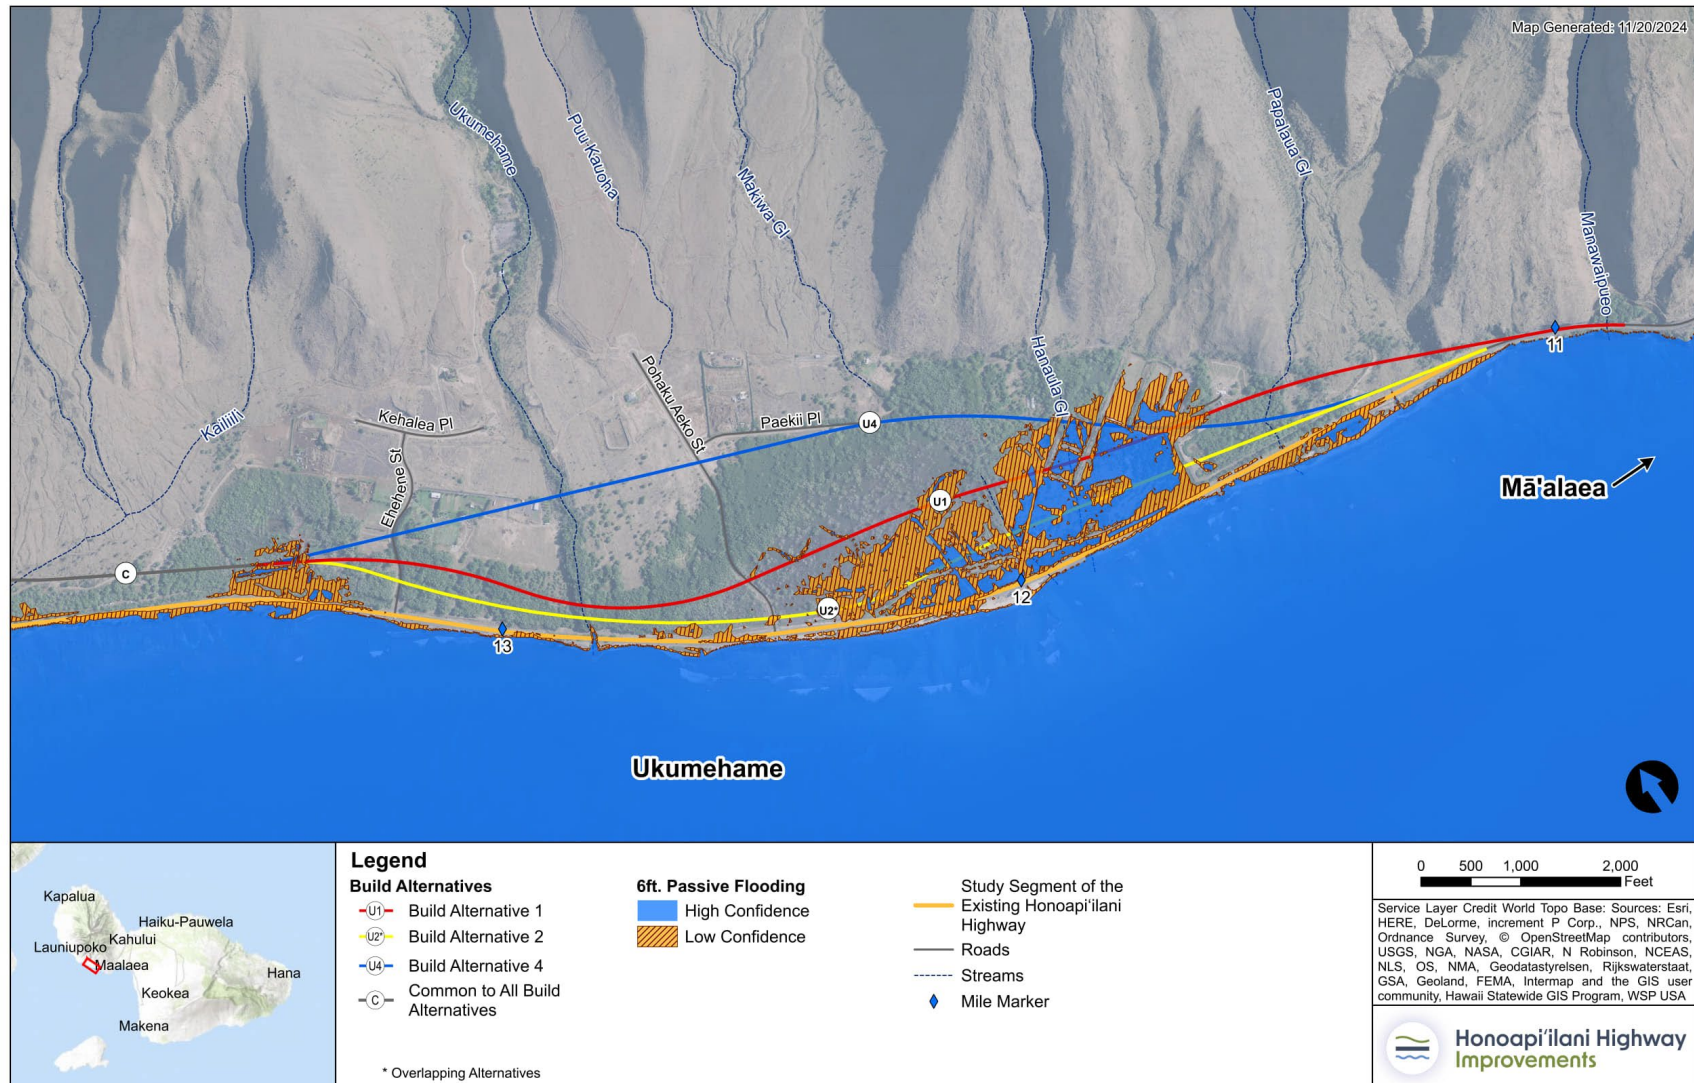 Map Generated: 11/20/2024
Ukumehame
Puu Kauoha
Makiwa Gl
Papalaua Gl
Manawaipueo
Hanaula Gl
Kailiili
11
Pohaku Aeko St
Kehalea Pl
Paekii Pl
U4
Ehehene St
Mā'alaea
U1
C
12
U2*
13
Ukumehame
Kapalua
Haiku-Pauwela
Launiupoko
Kahului
Maalaea
Hana
Keokea
Makena
Legend
Build Alternatives
U1 Build Alternative 1
U2* Build Alternative 2
U4 Build Alternative 4
C Common to All Build
Alternatives
* Overlapping Alternatives
6ft. Passive Flooding
High Confidence
Low Confidence
Study Segment of the
Existing Honoapiʻilani
Highway
Roads
Streams
Mile Marker
0 500 1,000 2,000
Feet
Service Layer Credit World Topo Base: Sources: Esri,
HERE, DeLorme, increment P Corp., NPS, NRCan,
Ordnance Survey, © OpenStreetMap contributors,
USGS, NGA, NASA, CGIAR, N Robinson, NCEAS,
NLS, OS, NMA, Geodatastyrelsen, Rijkswaterstaat,
GSA, Geoland, FEMA, Intermap and the GIS user
community, Hawaii Statewide GIS Program, WSP USA
Honoapiʻilani Highway
Improvements